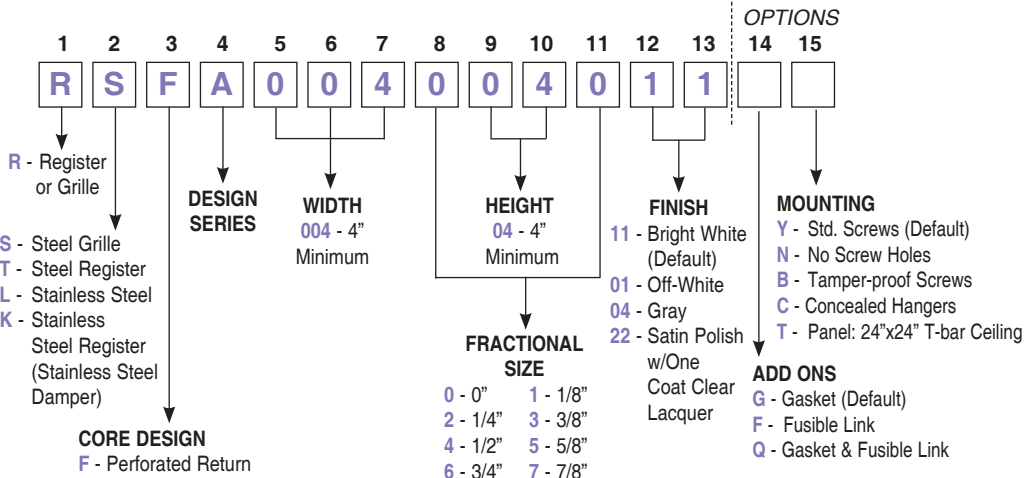 OPTIONS
1 2 3 4 5 6 7 8 9 10 11 12 13 14 15
R S F A 0 0 4 0 0 4 0 1 1
R - Register
or Grille
S - Steel Grille
T - Steel Register
L - Stainless Steel
K - Stainless
Steel Register
(Stainless Steel
Damper)
CORE DESIGN
F - Perforated Return
DESIGN
SERIES
WIDTH
004 - 4”
Minimum
HEIGHT
04 - 4”
Minimum
FRACTIONAL
SIZE
0 - 0” 1 - 1/8”
2 - 1/4” 3 - 3/8”
4 - 1/2” 5 - 5/8”
6 - 3/4” 7 - 7/8”
FINISH
11 - Bright White
(Default)
01 - Off-White
04 - Gray
22 - Satin Polish
w/One
Coat Clear
Lacquer
MOUNTING
Y - Std. Screws (Default)
N - No Screw Holes
B - Tamper-proof Screws
C - Concealed Hangers
T - Panel: 24”x24” T-bar Ceiling
ADD ONS
G - Gasket (Default)
F - Fusible Link
Q - Gasket & Fusible Link